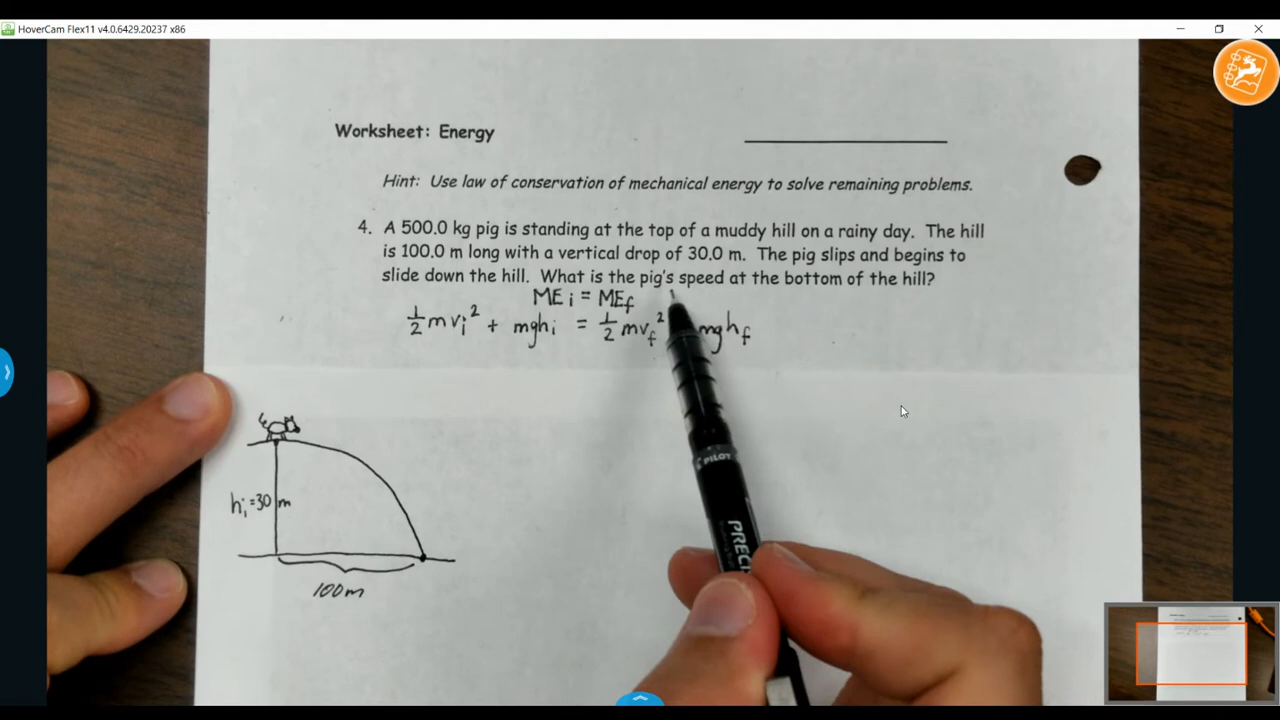 HoverCam Flex11 v4.0.6429.20237 x86
Worksheet: Energy
Hint: Use law of conservation of mechanical energy to solve remaining problems.
4. A 500.0 kg pig is standing at the top of a muddy hill on a rainy day. The hill
is 100.0 m long with a vertical drop of 30.0 m. The pig slips and begins to
slide down the hill. What is the pig's speed at the bottom of the hill?
MEi = MEf
½mvi² + mghi = ½mvf² mghf
hi=30 m
100m
PILOT
PRECI